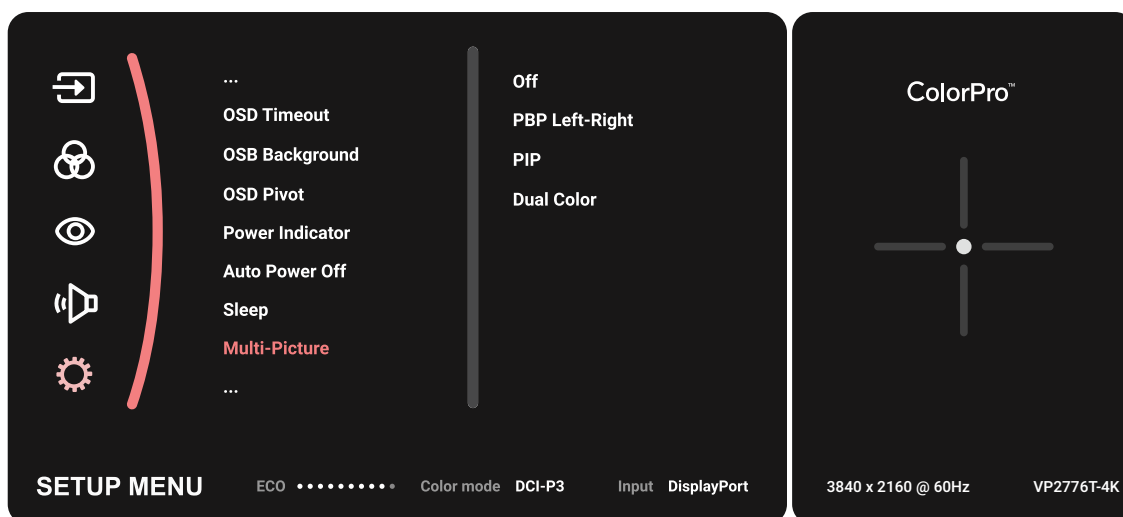 ...
OSD Timeout
OSB Background
OSD Pivot
Power Indicator
Auto Power Off
Sleep
Multi-Picture
...
Off
PBP Left-Right
PIP
Dual Color
ColorPro™
SETUP MENU ECO Color mode DCI-P3 Input DisplayPort
3840 x 2160 @ 60Hz VP2776T-4K